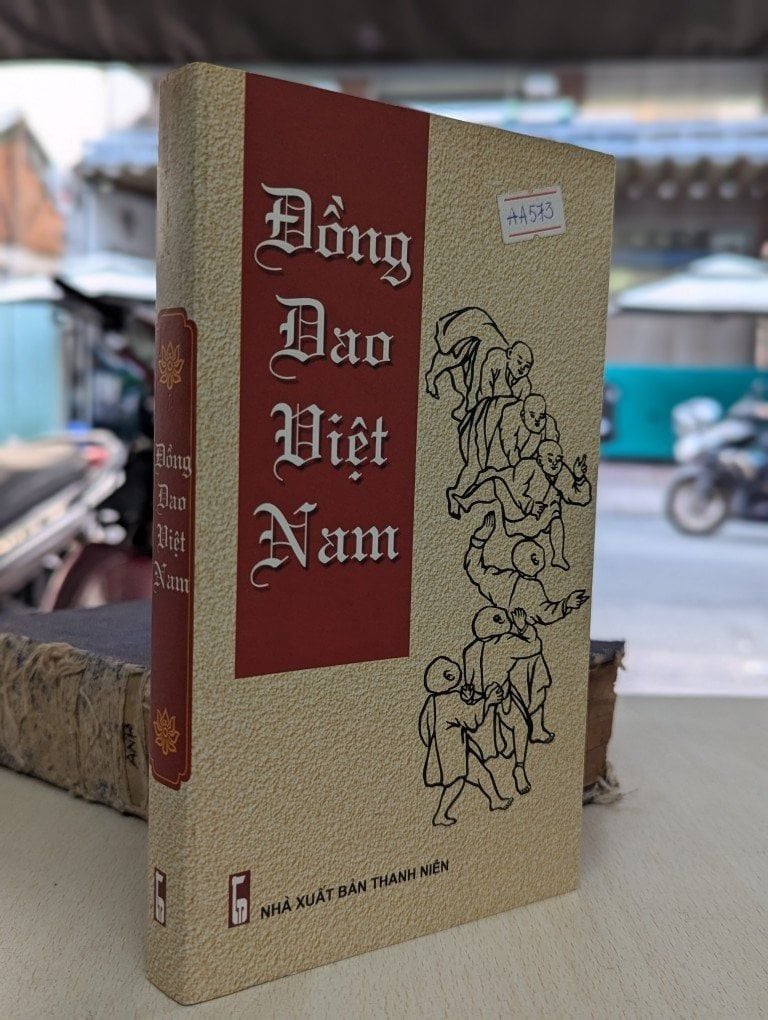 Đồng
Dao
Việt
Nam
AA573
NHÀ XUẤT BẢN THANH NIÊN
Đồng
Dao
Việt
Nam